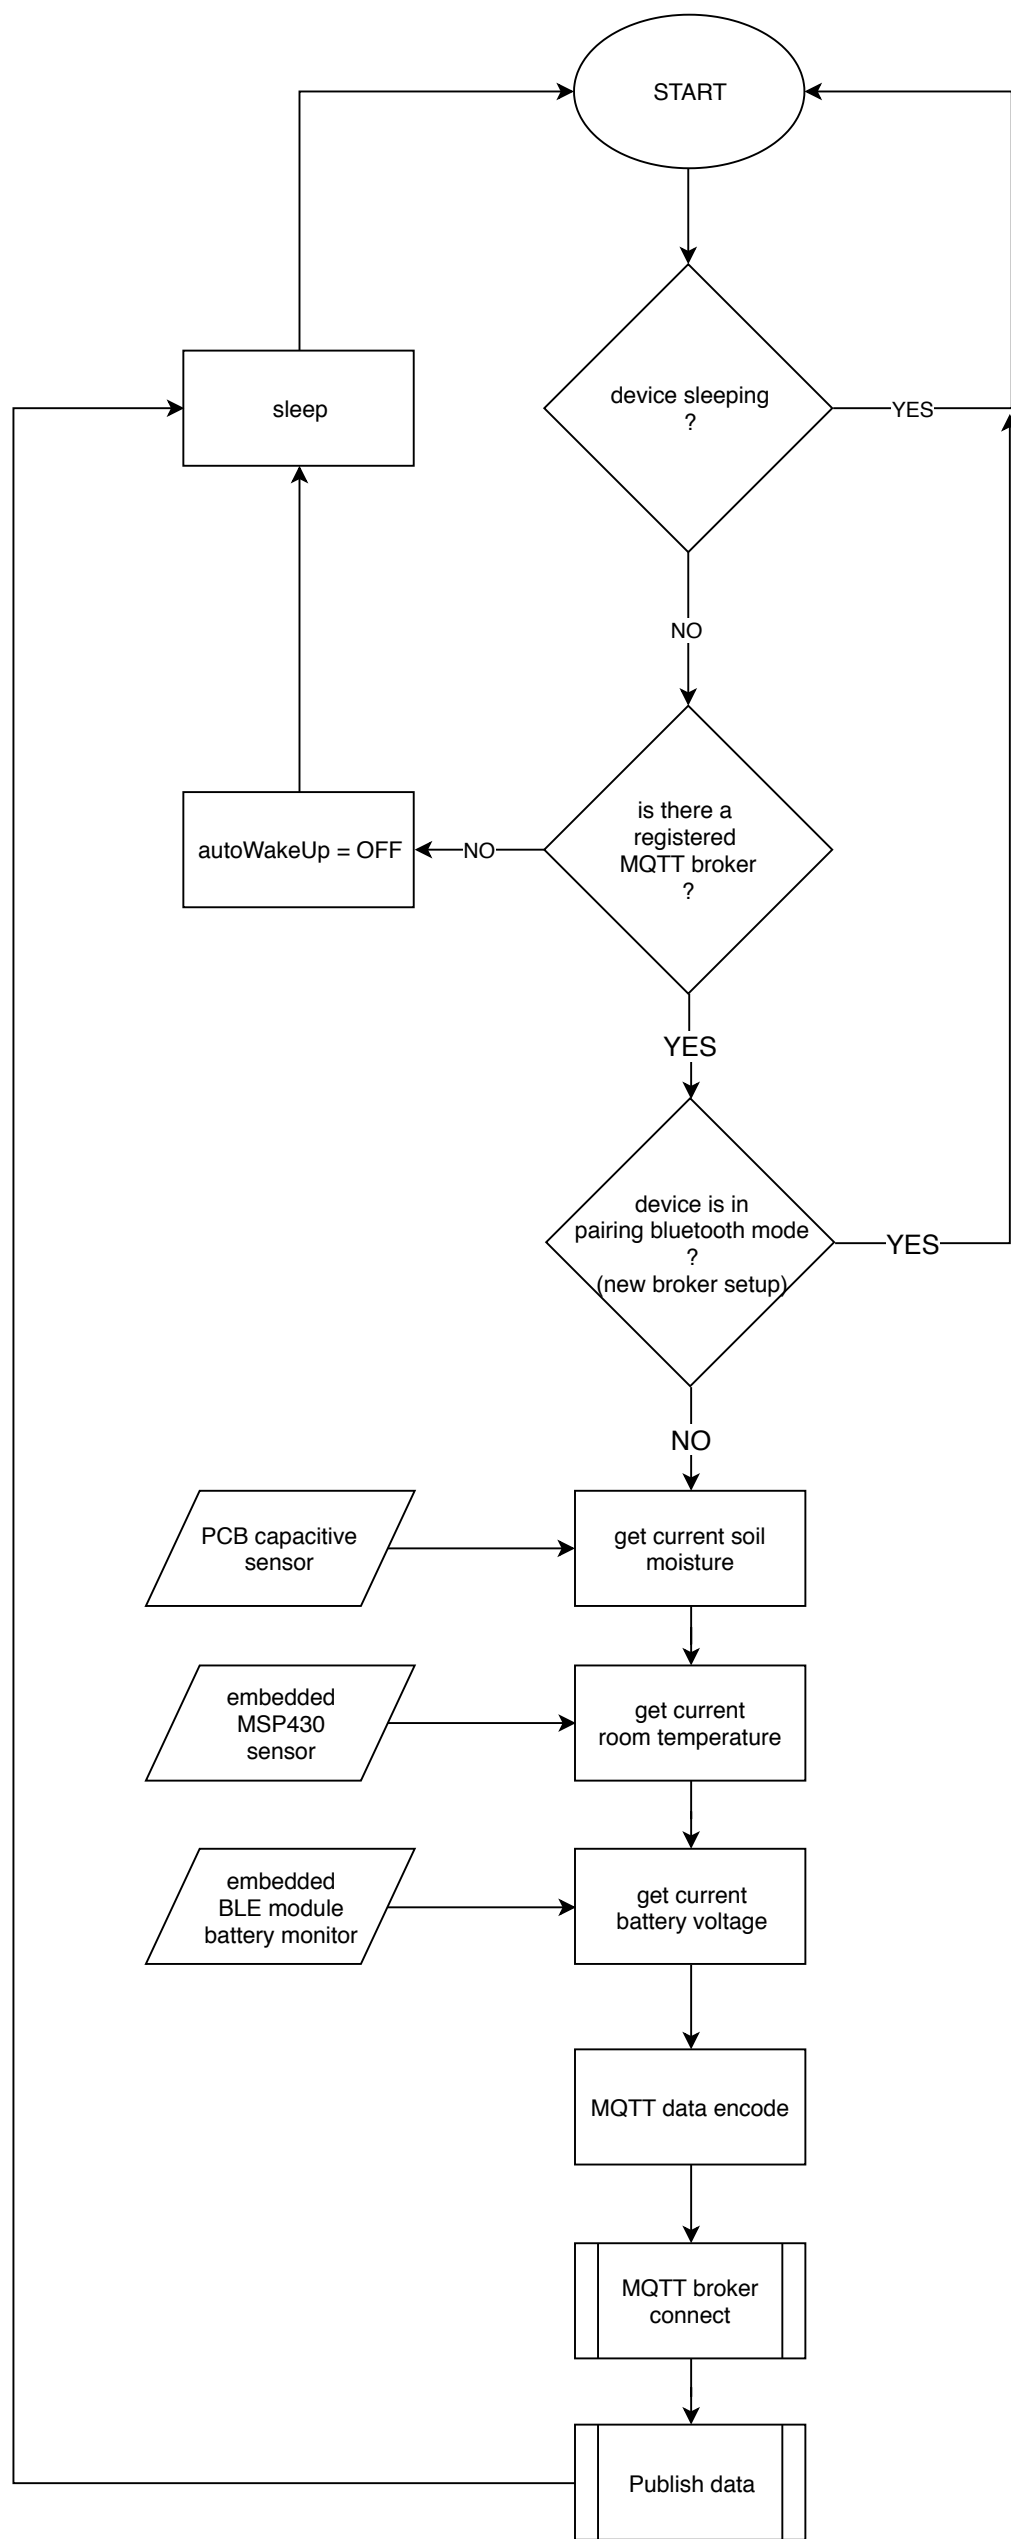 START
device sleeping
?
YES
sleep
NO
is there a
registered
MQTT broker
?
NO
autoWakeUp = OFF
YES
device is in
pairing bluetooth mode
?
(new broker setup)
YES
NO
PCB capacitive
sensor
get current soil
moisture
embedded
MSP430
sensor
get current
room temperature
embedded
BLE module
battery monitor
get current
battery voltage
MQTT data encode
MQTT broker
connect
Publish data